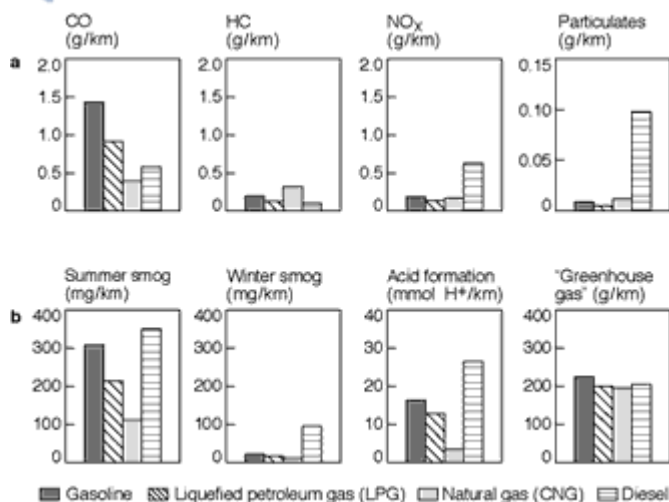 CO
(g/km)
HC
(g/km)
NOX
(g/km)
Particulates
(g/km)
a
2.0
1.5
1.0
0.5
0
2.0
1.5
1.0
0.5
0
2.0
1.5
1.0
0.5
0
0.15
0.10
0.05
0
Summer smog
(mg/km)
Winter smog
(mg/km)
Acid formation
(mmol H+/km)
"Greenhouse
gas" (g/km)
b
400
300
200
100
0
400
300
200
100
0
40
30
20
10
0
400
300
200
100
0
Gasoline Liquefied petroleum gas (LPG) Natural gas (CNG) Diesel